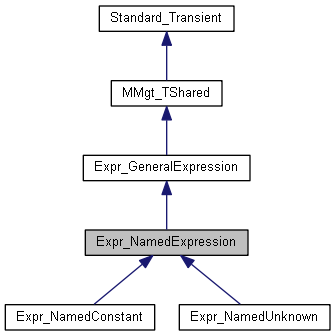 Standard_Transient
MMgt_TShared
Expr_GeneralExpression
Expr_NamedExpression
Expr_NamedConstant
Expr_NamedUnknown